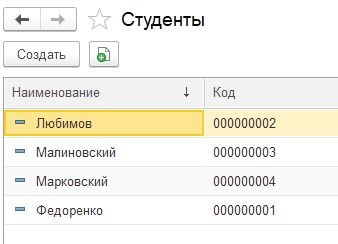 Студенты
Создать
Наименование ↓ Код
Любимов 000000002
Малиновский 000000003
Марковский 000000004
Федоренко 000000001